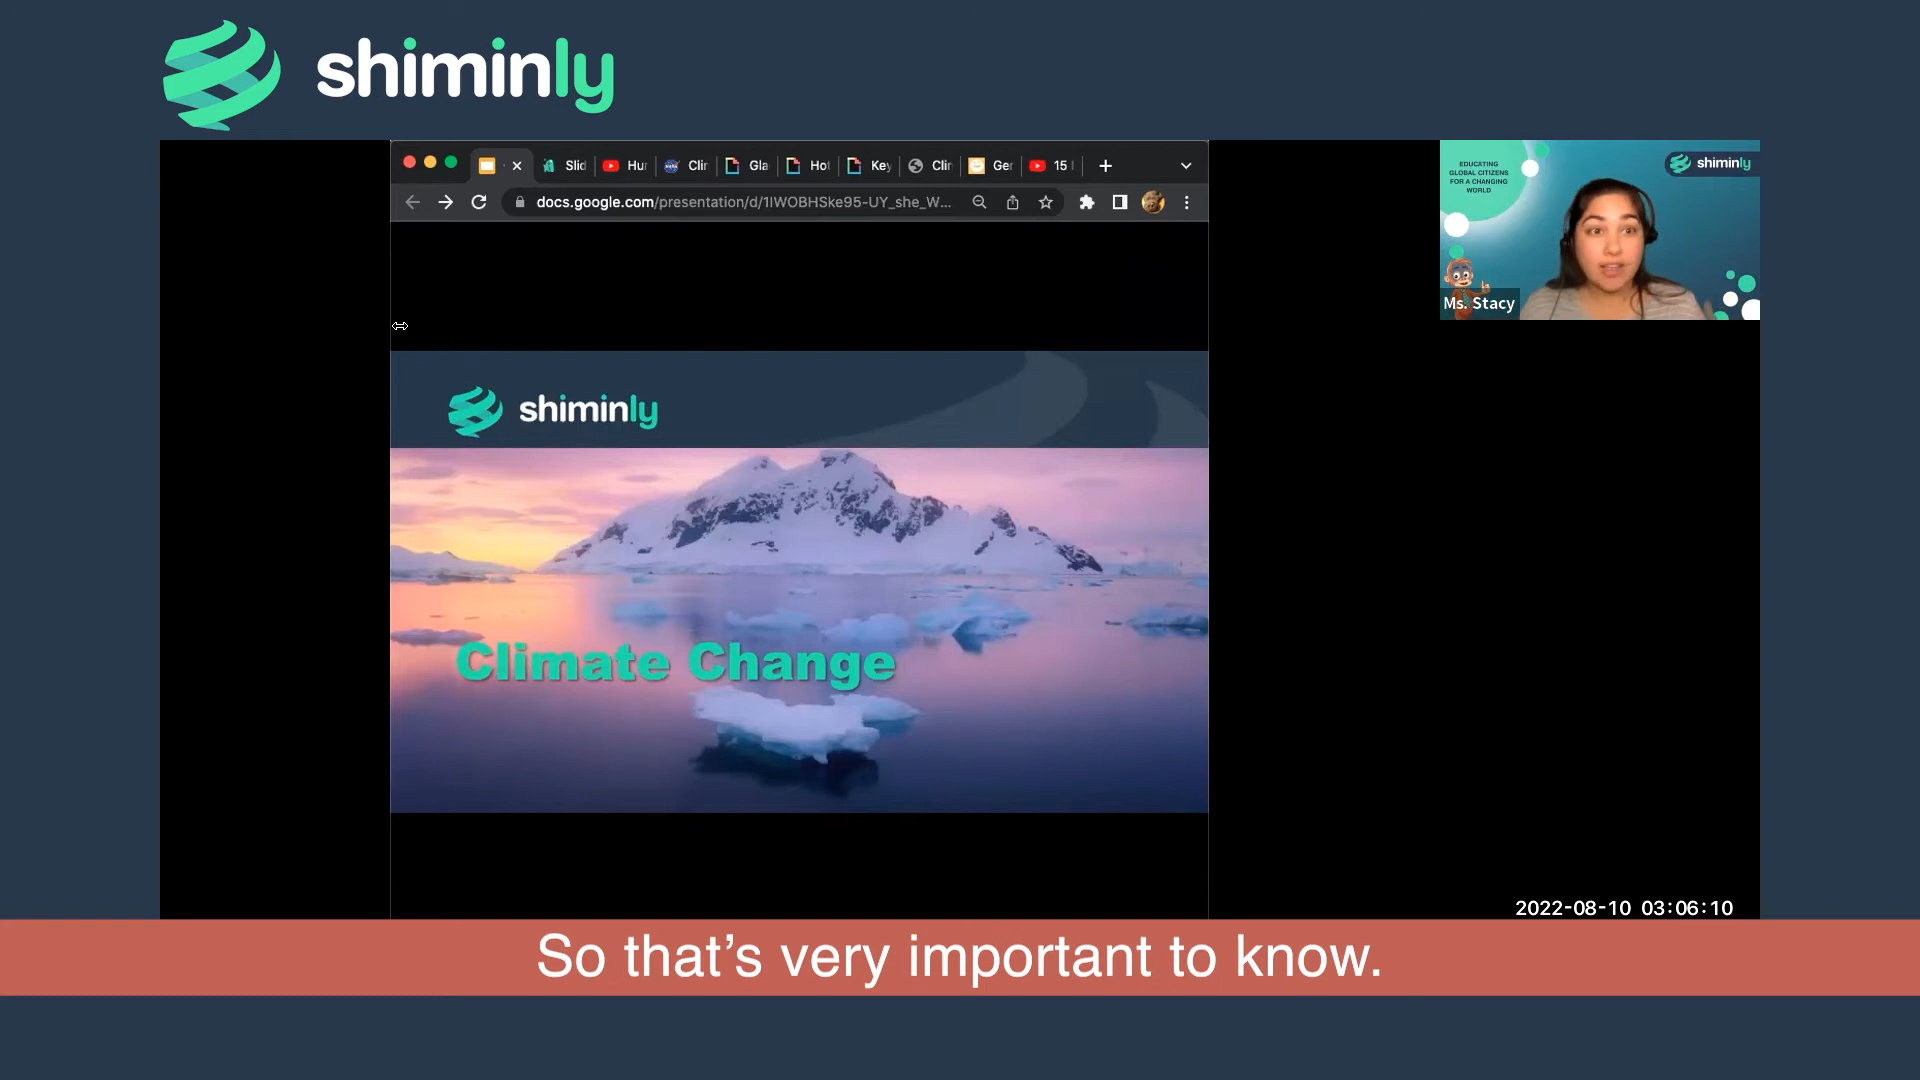 shiminly
Slid
Hur
Clir
Gla
Hot
Key
Clir
Ger
15
docs.google.com/presentation/d/1IWOBHSke95-UY_she_W...
EDUCATING
GLOBAL CITIZENS
FOR A CHANGING
WORLD
shiminly
Ms. Stacy
shiminly
Climate Change
2022-08-10 03:06:10
So that's very important to know.